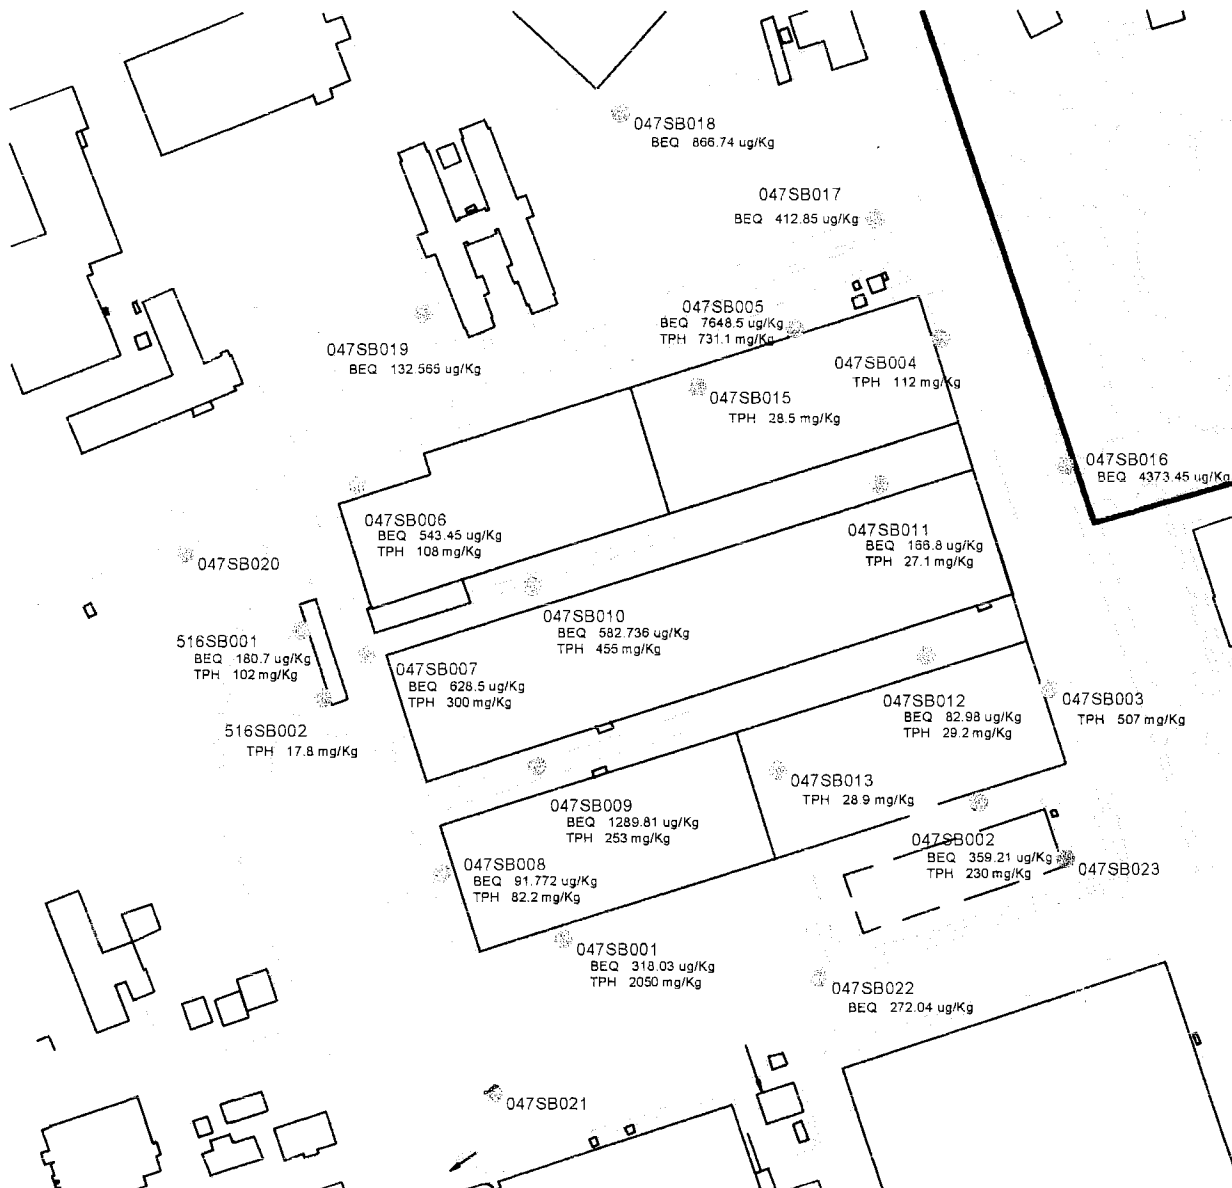 047SB018
BEQ 866.74 ug/Kg
047SB017
BEQ 412.85 ug/Kg
047SB005
BEQ 7648.5 ug/Kg
TPH 731.1 mg/Kg
047SB019
BEQ 132.565 ug/Kg
047SB004
TPH 112 mg/Kg
047SB015
TPH 28.5 mg/Kg
047SB016
BEQ 4373.45 ug/Kg
047SB006
BEQ 543.45 ug/Kg
TPH 108 mg/Kg
047SB011
BEQ 166.8 ug/Kg
TPH 27.1 mg/Kg
047SB020
047SB010
BEQ 582.736 ug/Kg
TPH 455 mg/Kg
516SB001
BEQ 180.7 ug/Kg
TPH 102 mg/Kg
047SB007
BEQ 628.5 ug/Kg
TPH 300 mg/Kg
047SB012
BEQ 82.98 ug/Kg
TPH 29.2 mg/Kg
047SB003
TPH 507 mg/Kg
516SB002
TPH 17.8 mg/Kg
047SB013
TPH 28.9 mg/Kg
047SB009
BEQ 1289.81 ug/Kg
TPH 253 mg/Kg
047SB002
BEQ 359.21 ug/Kg
TPH 230 mg/Kg
047SB023
047SB008
BEQ 91.772 ug/Kg
TPH 82.2 mg/Kg
047SB001
BEQ 318.03 ug/Kg
TPH 2050 mg/Kg
047SB022
BEQ 272.04 ug/Kg
047SB021